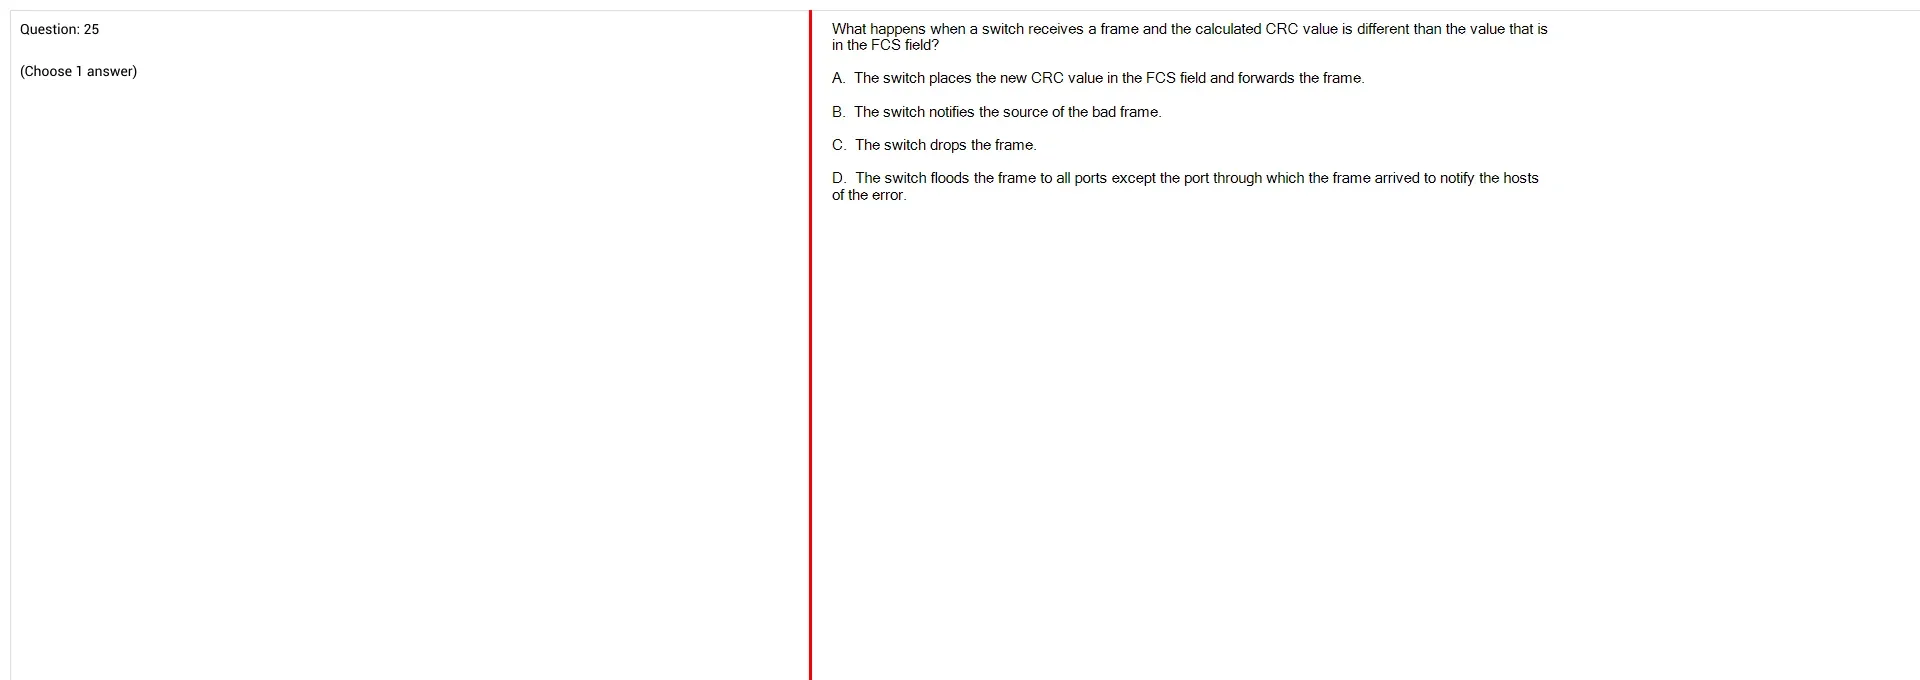 Question: 25
(Choose 1 answer)
What happens when a switch receives a frame and the calculated CRC value is different than the value that is
in the FCS field?
A. The switch places the new CRC value in the FCS field and forwards the frame.
B. The switch notifies the source of the bad frame.
C. The switch drops the frame.
D. The switch floods the frame to all ports except the port through which the frame arrived to notify the hosts
of the error.